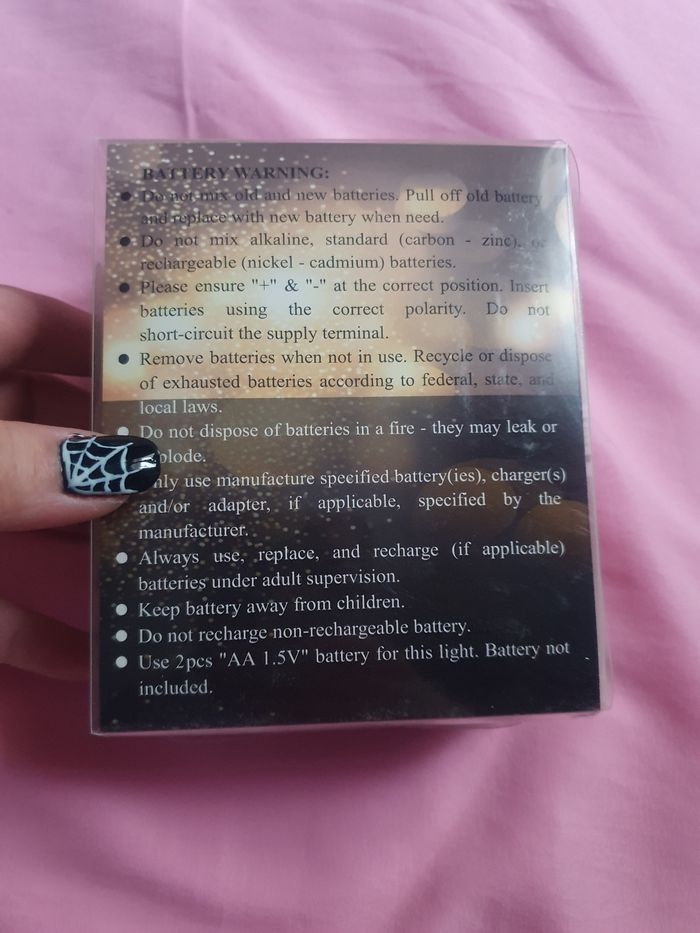 BATTERY WARNING:
● Do not mix old and new batteries. Pull off old battery
and replace with new battery when need.
● Do not mix alkaline, standard (carbon - zinc), or
rechargeable (nickel - cadmium) batteries.
● Please ensure "+" & "-" at the correct position. Insert
batteries using the correct polarity. Do not
short-circuit the supply terminal.
● Remove batteries when not in use. Recycle or dispose
of exhausted batteries according to federal, state, and
local laws.
● Do not dispose of batteries in a fire - they may leak or
plode.
nly use manufacture specified battery(ies), charger(s)
and/or adapter, if applicable, specified by the
manufacturer.
● Always use, replace, and recharge (if applicable)
batteries under adult supervision.
● Keep battery away from children.
● Do not recharge non-rechargeable battery.
● Use 2pcs "AA 1.5V" battery for this light. Battery not
included.